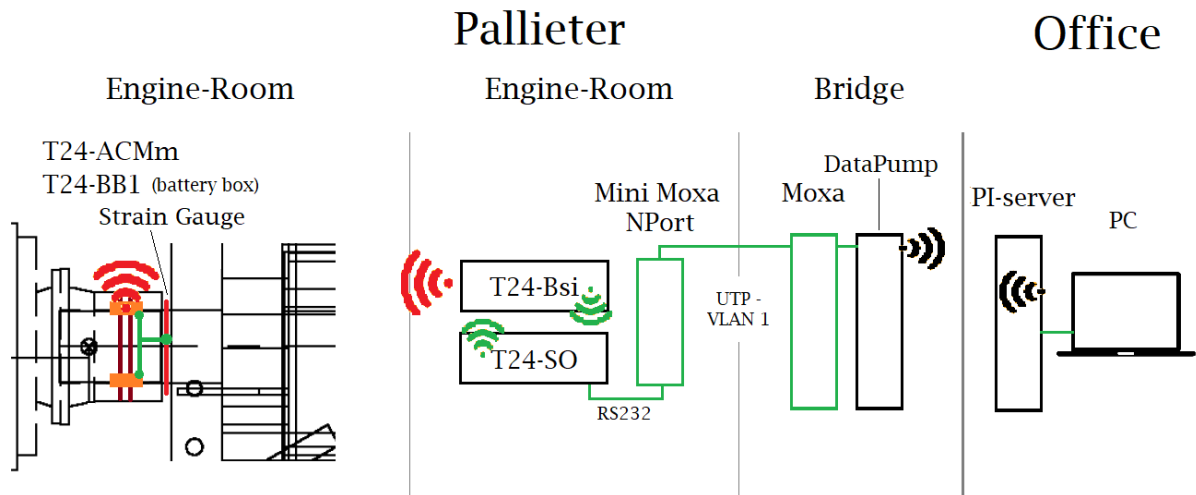 Pallieter
Office
Engine-Room
Engine-Room
Bridge
T24-ACMm
T24-BB1 (battery box)
Strain Gauge
T24-Bsi
T24-SO
RS232
Mini Moxa
NPort
UTP -
VLAN 1
Moxa
DataPump
PI-server
PC